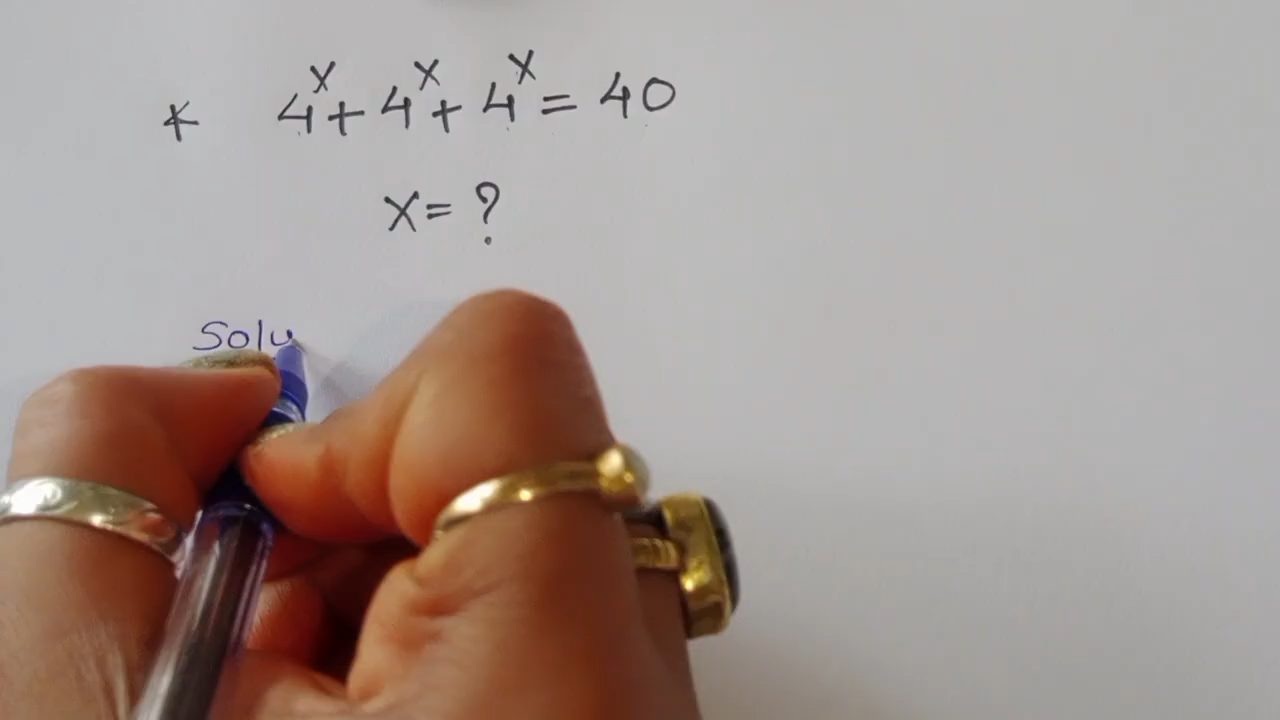 * 4^x + 4^x + 4^x = 40
x = ?
Solu